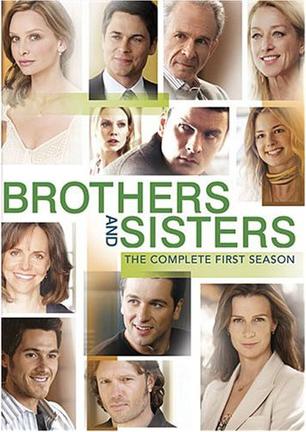 BROTHERS
AND
SISTERS
THE COMPLETE FIRST SEASON